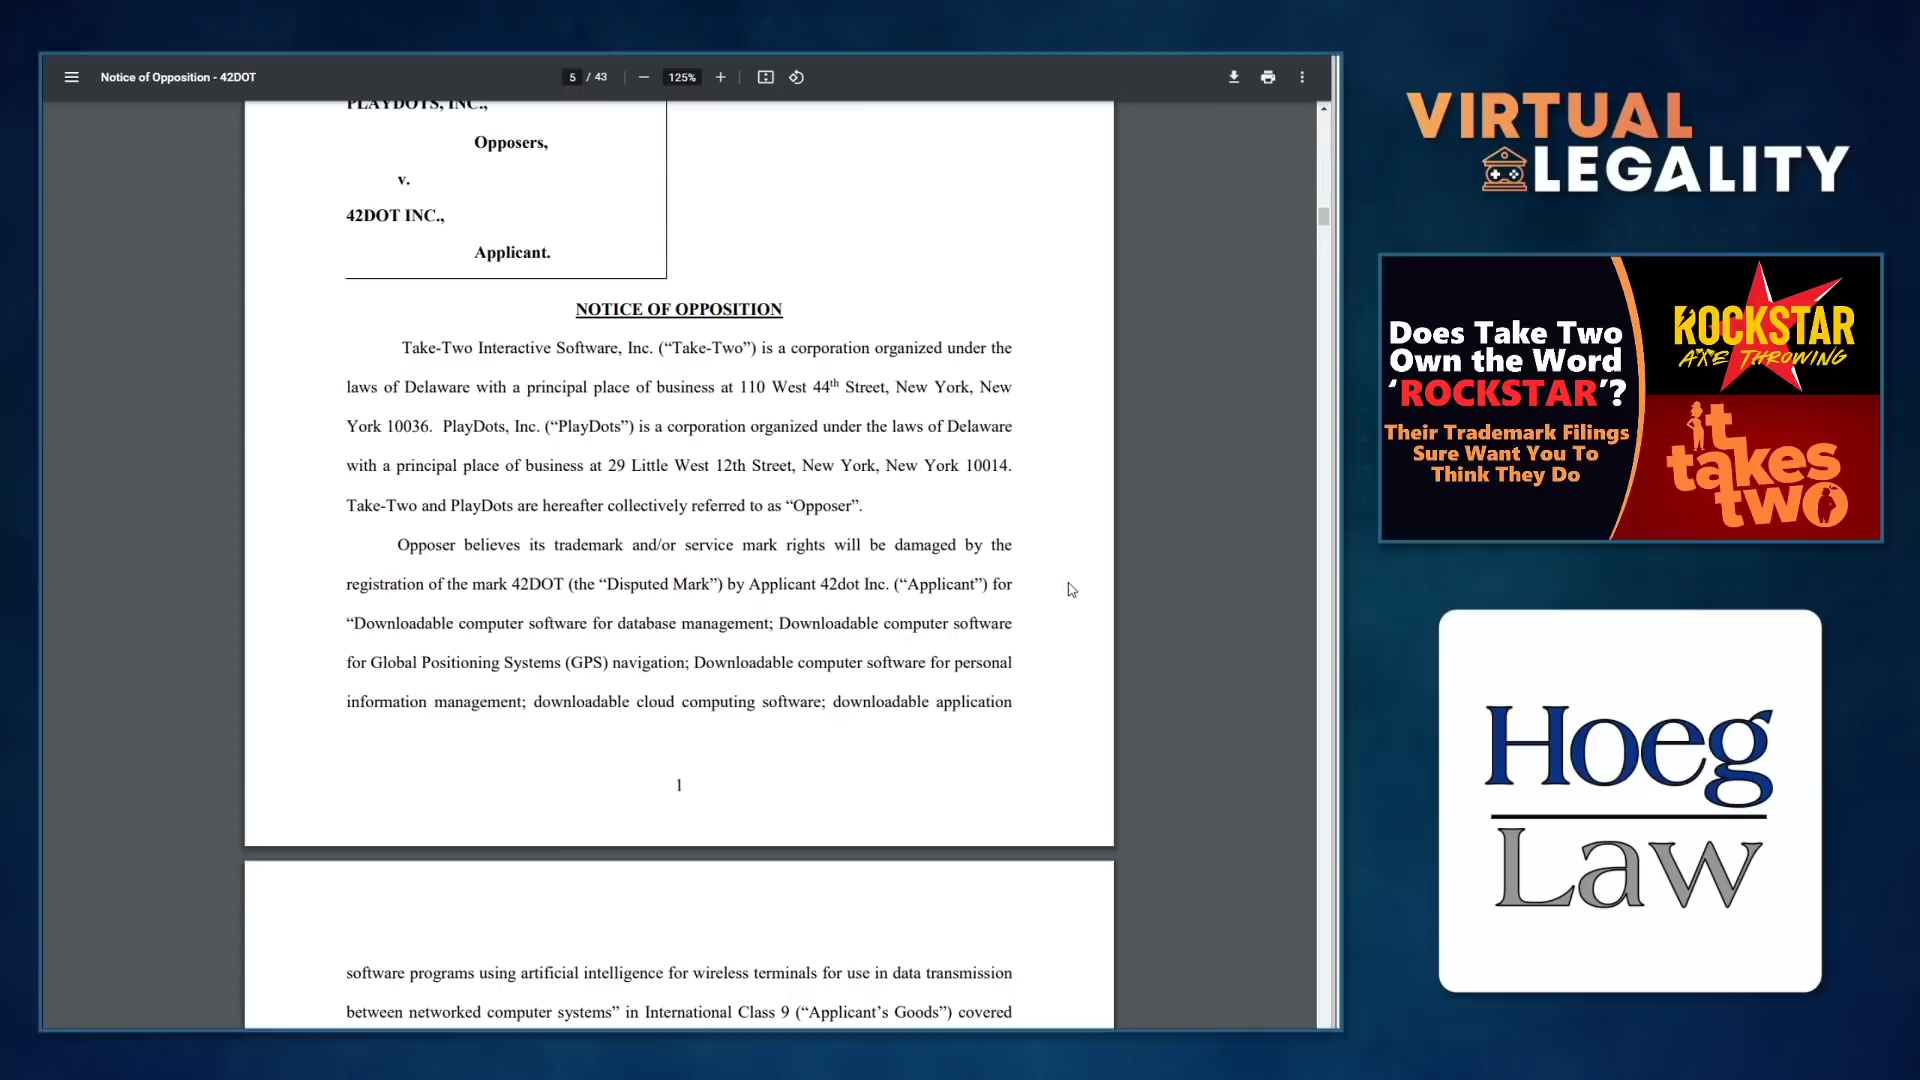 Notice of Opposition - 42DOT
5 / 43
125%
PLAYDOTS, INC.,
Opposers,
v.
42DOT INC.,
Applicant.
NOTICE OF OPPOSITION
Take-Two Interactive Software, Inc. (“Take-Two”) is a corporation organized under the
laws of Delaware with a principal place of business at 110 West 44th Street, New York, New
York 10036. PlayDots, Inc. (“PlayDots”) is a corporation organized under the laws of Delaware
with a principal place of business at 29 Little West 12th Street, New York, New York 10014.
Take-Two and PlayDots are hereafter collectively referred to as “Opposer”.
Opposer believes its trademark and/or service mark rights will be damaged by the
registration of the mark 42DOT (the “Disputed Mark”) by Applicant 42dot Inc. (“Applicant”) for
“Downloadable computer software for database management; Downloadable computer software
for Global Positioning Systems (GPS) navigation; Downloadable computer software for personal
information management; downloadable cloud computing software; downloadable application
1
software programs using artificial intelligence for wireless terminals for use in data transmission
between networked computer systems” in International Class 9 (“Applicant’s Goods”) covered
VIRTUAL
LEGALITY
Does Take Two
Own the Word
‘ROCKSTAR’?
Their Trademark Filings
Sure Want You To
Think They Do
ROCKSTAR
AXE THROWING
it
takes
two
Hoeg
Law